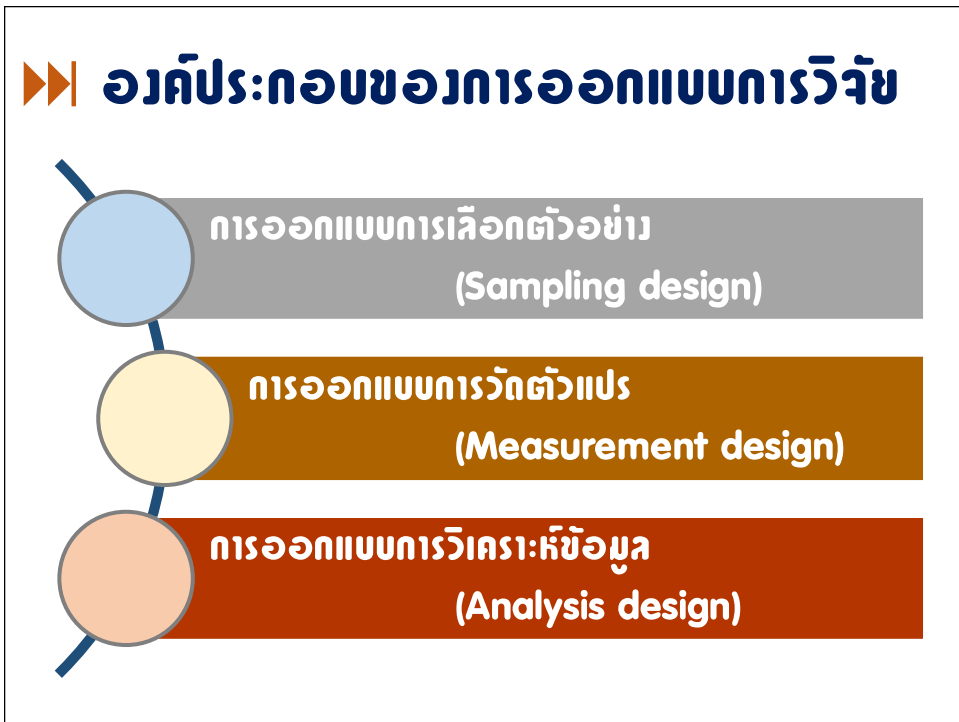 องค์ประกอบของการออกแบบการวิจัย
การออกแบบการเลือกตัวอย่าง
(Sampling design)
การออกแบบการวัดตัวแปร
(Measurement design)
การออกแบบการวิเคราะห์ข้อมูล
(Analysis design)